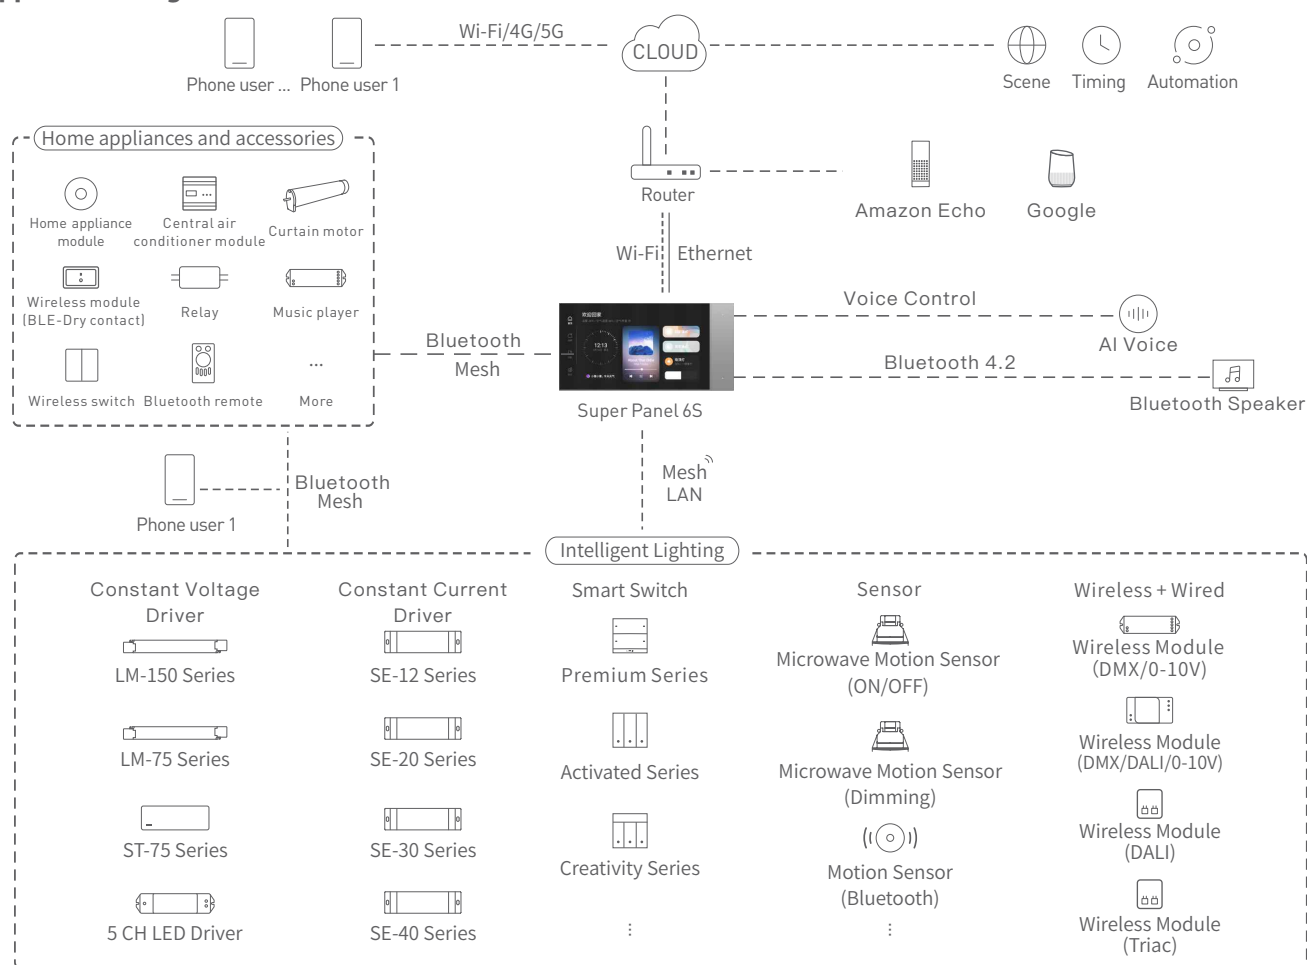 Wi-Fi/4G/5G
CLOUD
Phone user ... Phone user 1
Scene Timing Automation
Home appliances and accessories
Router
Home appliance
module
Central air
conditioner module
Curtain motor
Amazon Echo Google
Wi-Fi Ethernet
Wireless module
(BLE-Dry contact)
Relay
Music player
Voice Control
AI Voice
欢迎回家
12:13
Bluetooth
Mesh
Bluetooth 4.2
Wireless switch Bluetooth remote
...
More
Super Panel 6S
Bluetooth Speaker
Phone user 1
Bluetooth
Mesh
Mesh
LAN
Intelligent Lighting
Constant Voltage
Driver
LM-150 Series
LM-75 Series
ST-75 Series
5 CH LED Driver
Constant Current
Driver
SE-12 Series
SE-20 Series
SE-30 Series
SE-40 Series
Smart Switch
Premium Series
Activated Series
Creativity Series
⋮
Sensor
Microwave Motion Sensor
(ON/OFF)
Microwave Motion Sensor
(Dimming)
Motion Sensor
(Bluetooth)
⋮
Wireless + Wired
Wireless Module
(DMX/0-10V)
Wireless Module
(DMX/DALI/0-10V)
Wireless Module
(DALI)
Wireless Module
(Triac)